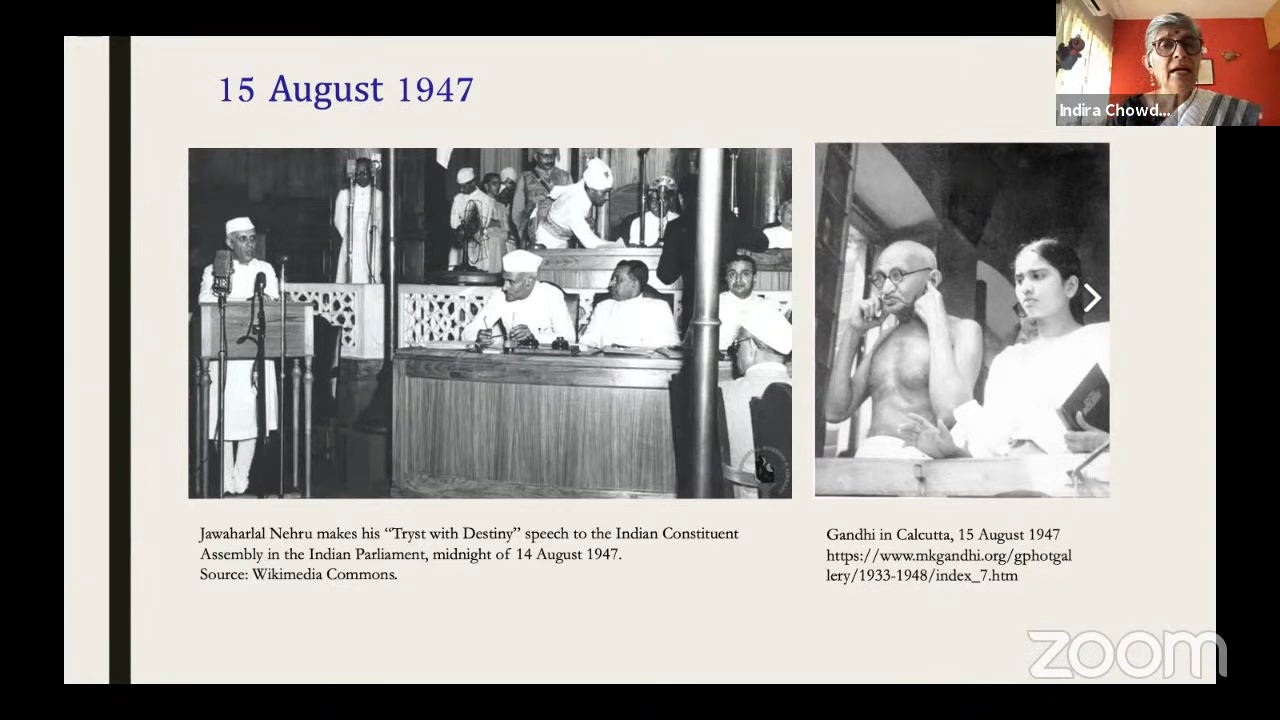 15 August 1947
Indira Chowd...
Jawaharlal Nehru makes his “Tryst with Destiny” speech to the Indian Constituent
Assembly in the Indian Parliament, midnight of 14 August 1947.
Source: Wikimedia Commons.
Gandhi in Calcutta, 15 August 1947
https://www.mkgandhi.org/gphotgal
lery/1933-1948/index_7.htm
zoom